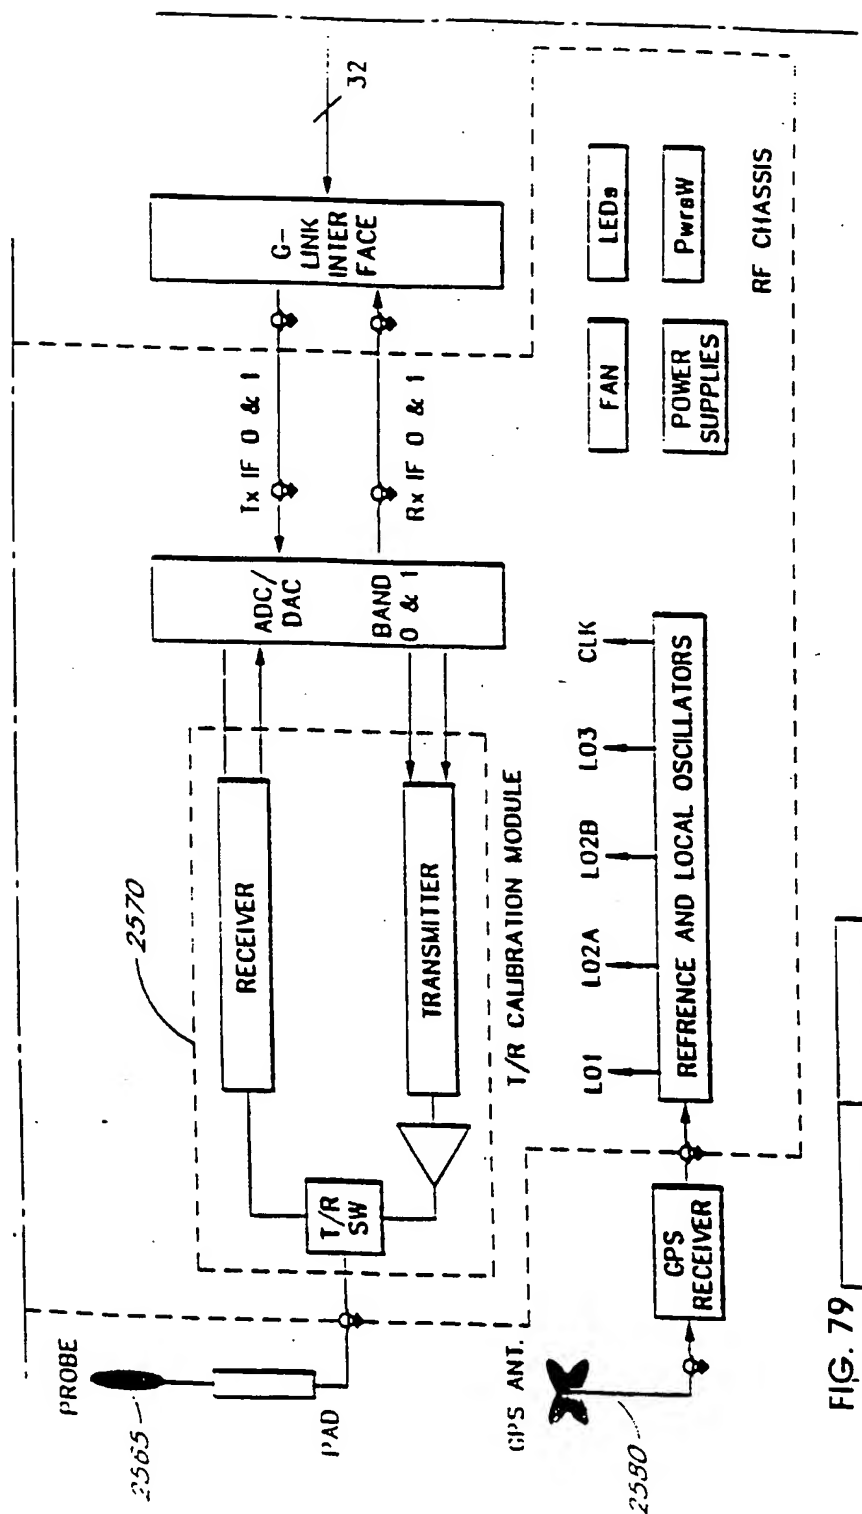 PROBE
2565
PAD
2570
T/R
SW
RECEIVER
TRANSMITTER
T/R CALIBRATION MODULE
ADC/
DAC
BAND
0 & 1
Tx IF 0 & 1
Rx IF 0 & 1
G-
LINK
INTER
FACE
32
GPS ANT.
2580
GPS
RECEIVER
LO1
LO2A
LO2B
LO3
CLK
REFRENCE AND LOCAL OSCILLATORS
FAN
LEDs
POWER
SUPPLIES
PwrsW
RF CHASSIS
FIG. 79